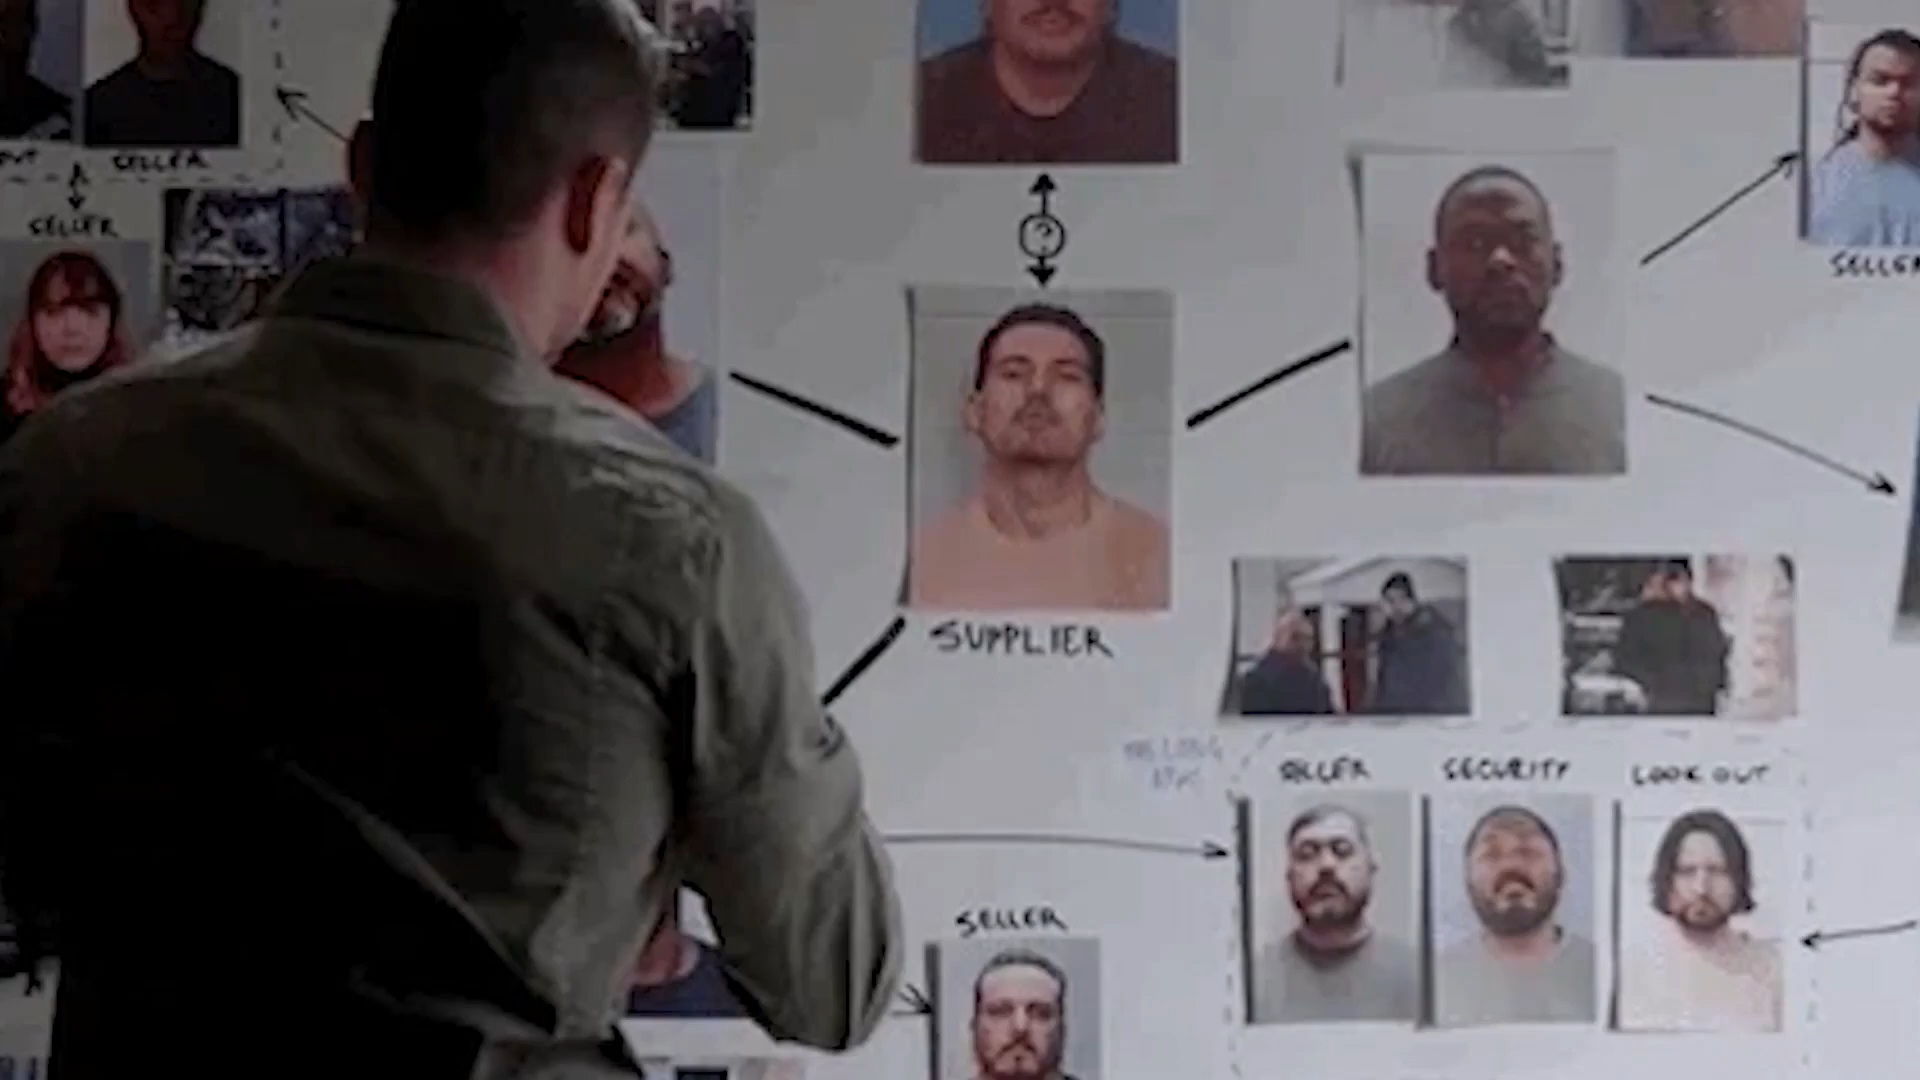 SELLER
SELLER
SELLER
?
SUPPLIER
SELLER
SECURITY
LOOK OUT
SELLER